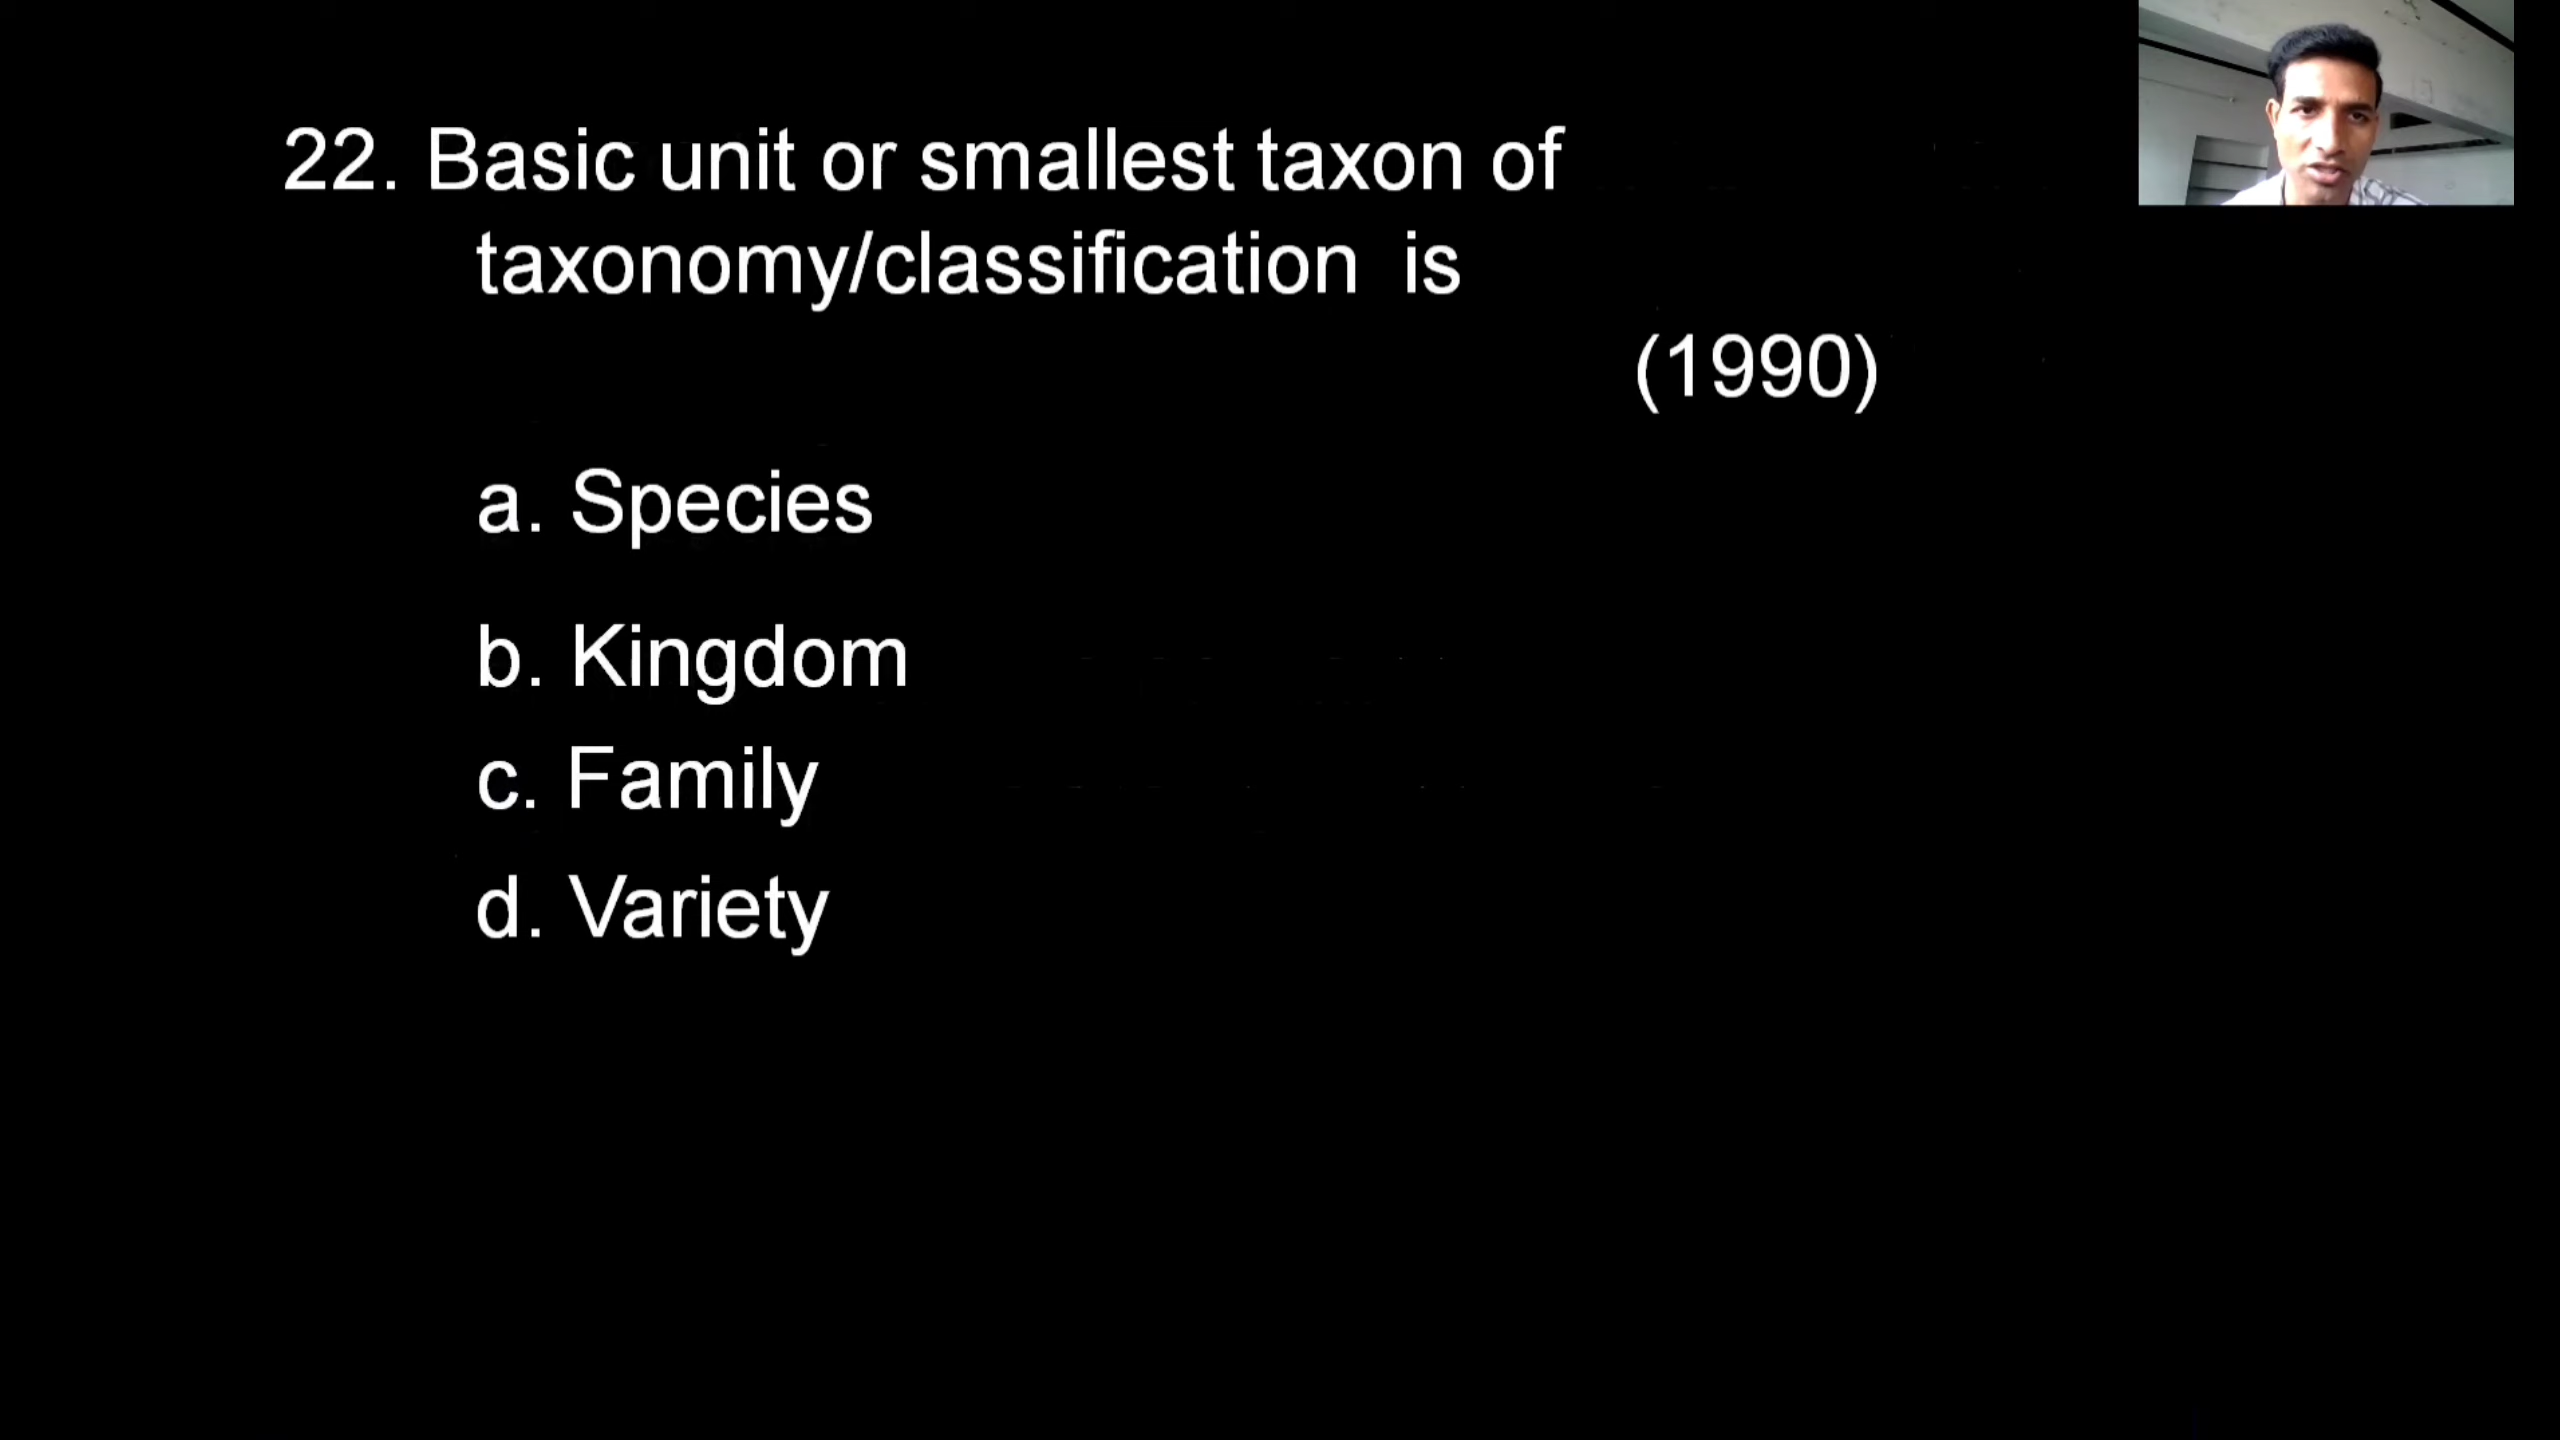 22. Basic unit or smallest taxon of
taxonomy/classification is
(1990)
a. Species
b. Kingdom
c. Family
d. Variety